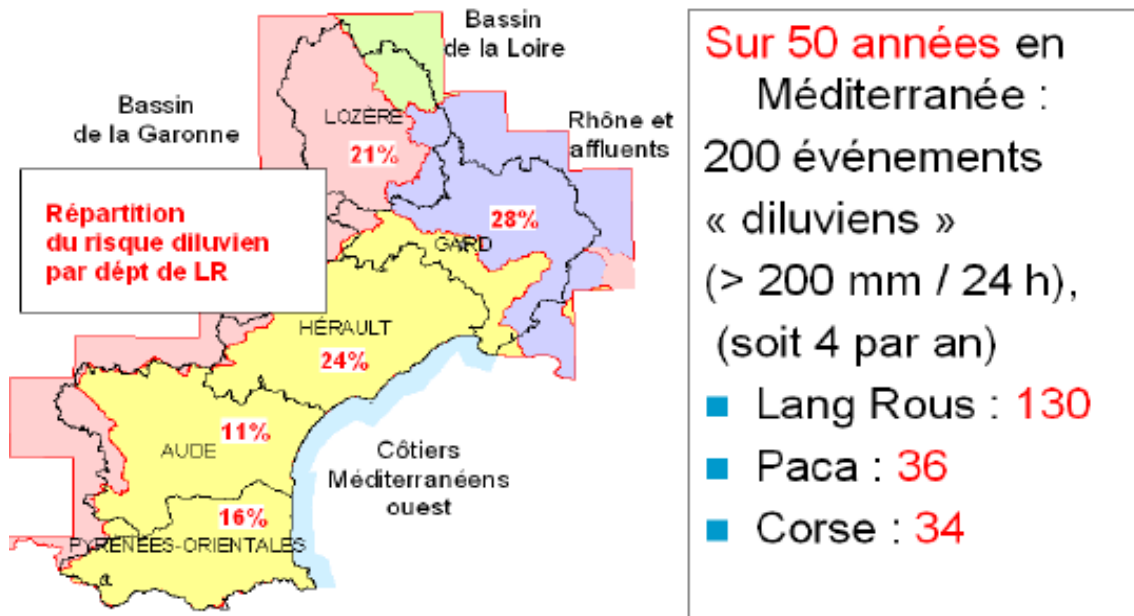 Bassin
de la Loire
Bassin
de la Garonne
LOZÈRE
21%
Rhône et
affluents
28%
GARD
Répartition
du risque diluvien
par dépt de LR
HÉRAULT
24%
11%
AUDE
Côtiers
Méditerranéens
ouest
16%
PYRÉNÉES-ORIENTALES
Sur 50 années en
Méditerranée :
200 événements
« diluviens »
(> 200 mm / 24 h),
(soit 4 par an)
Lang Rous : 130
Paca : 36
Corse : 34